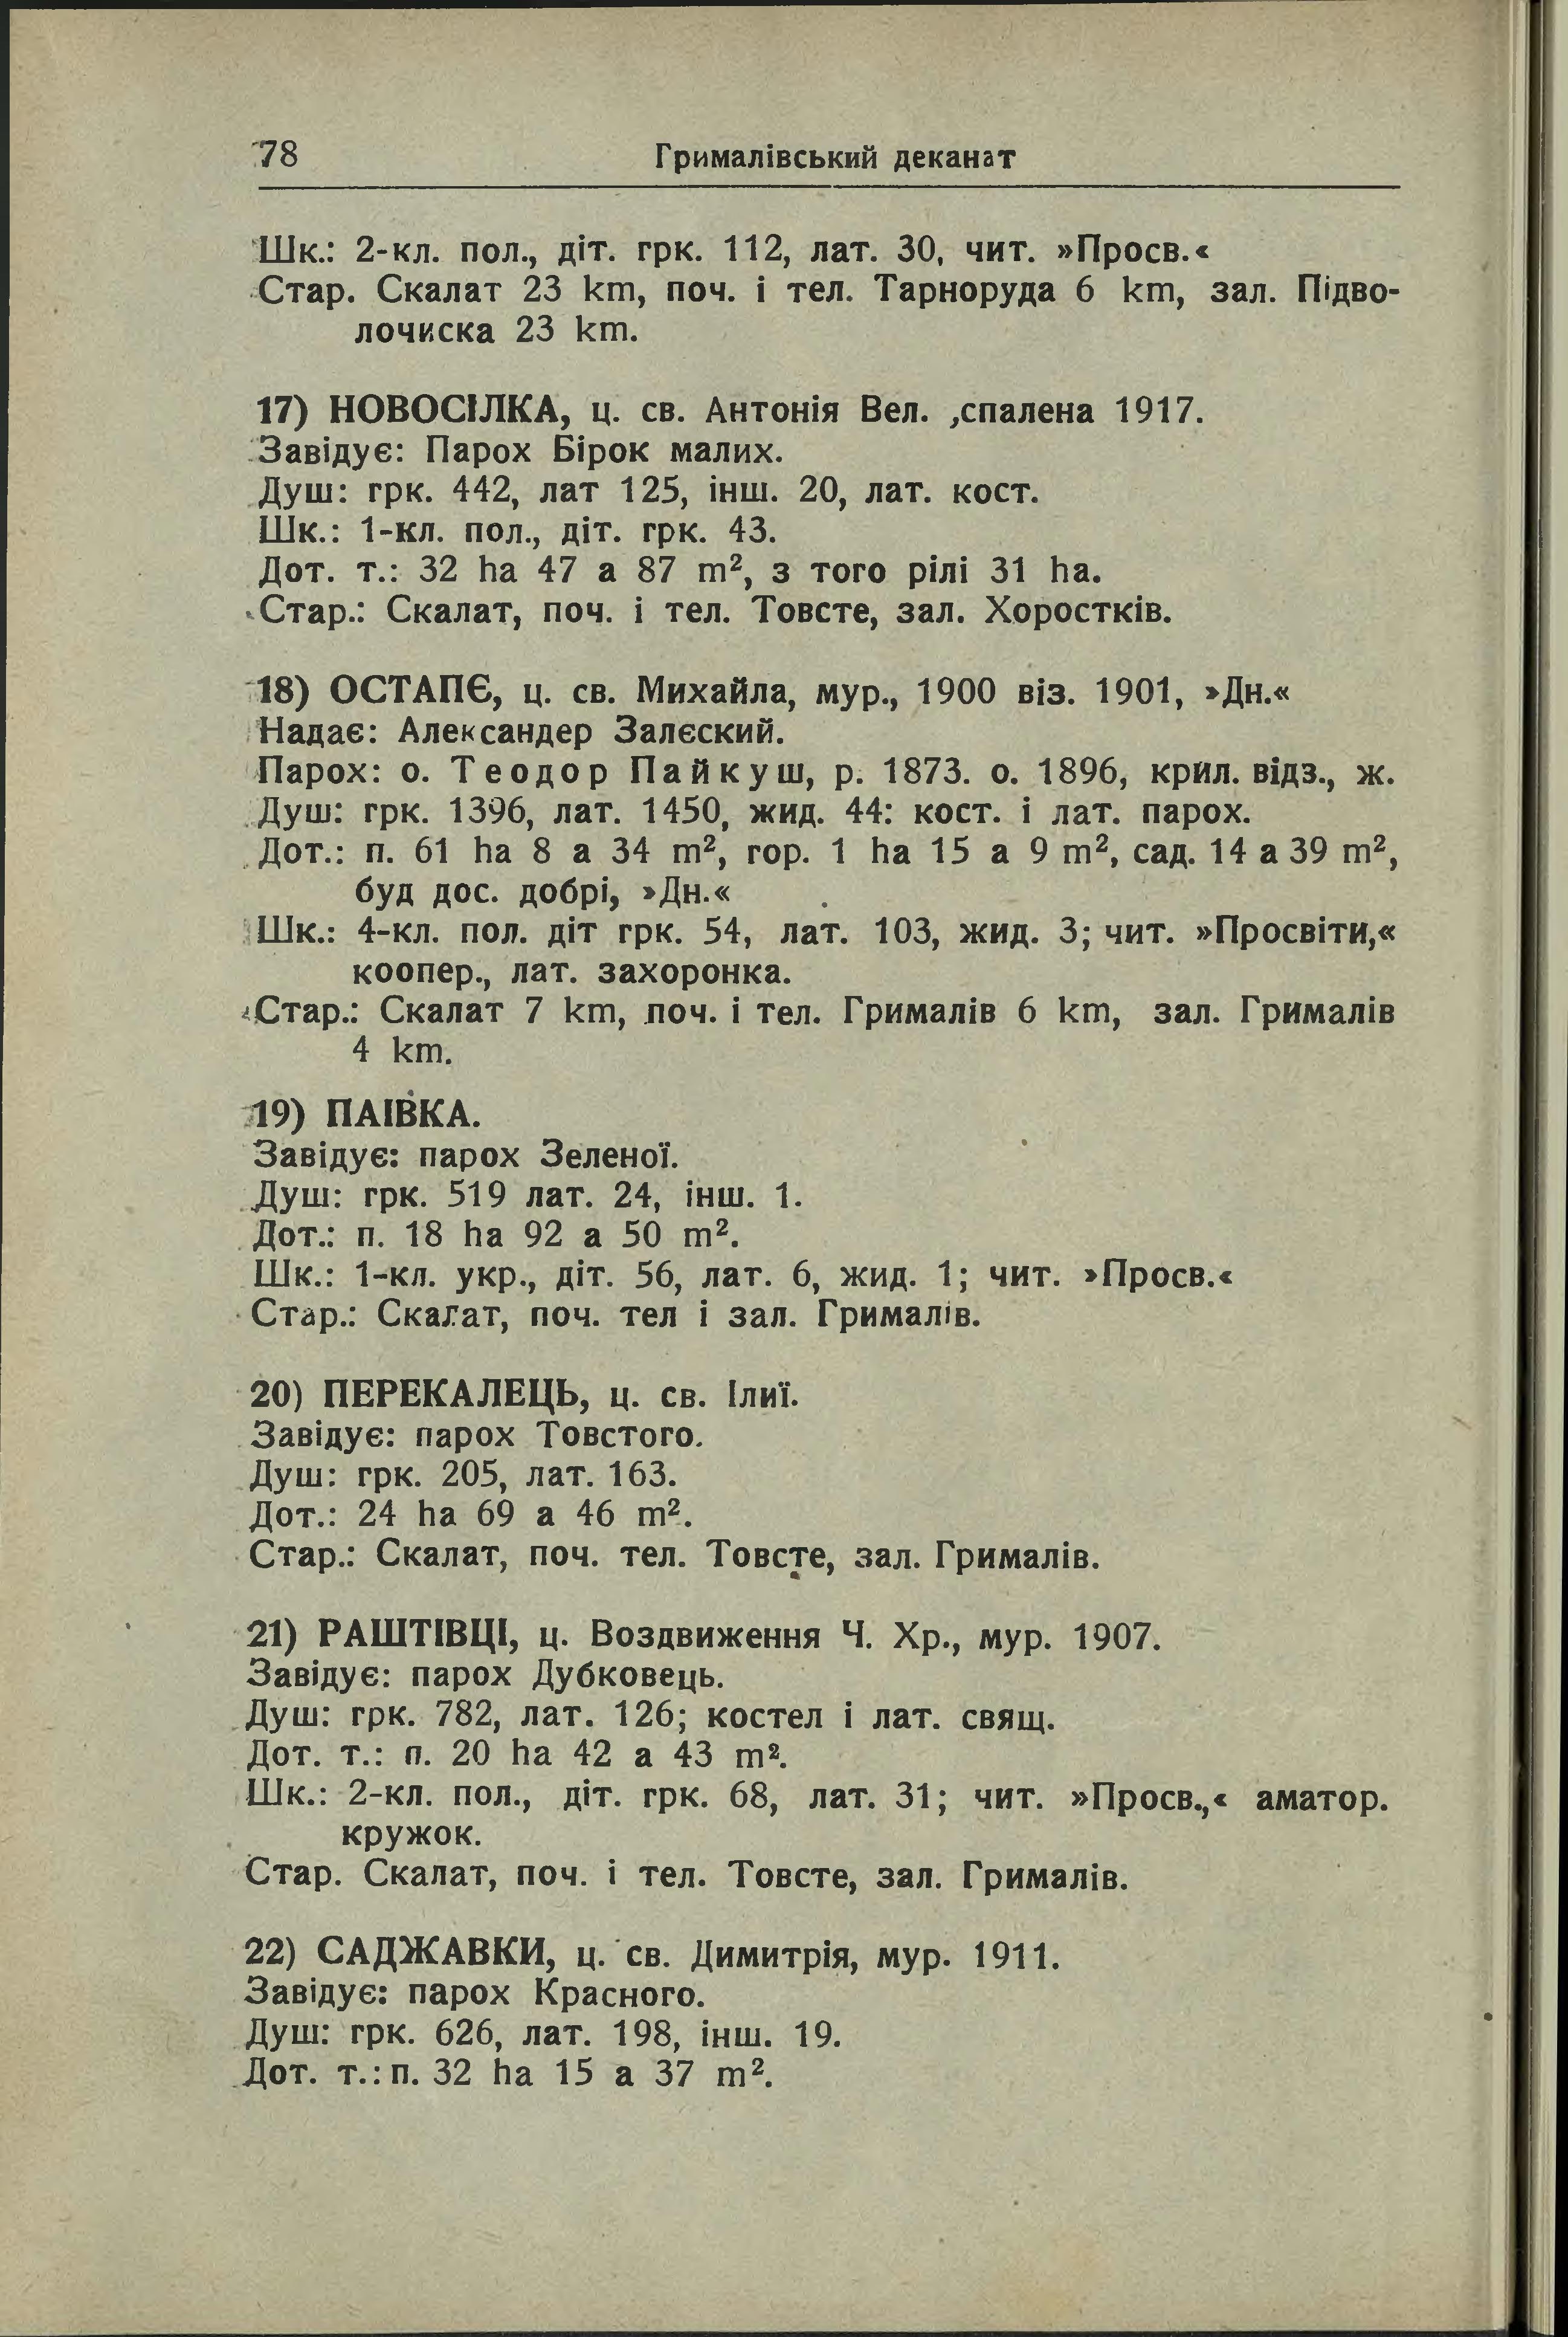 78 Грималівський деканат
Шк.: 2-кл. пол., діт. грк. 112, лат. 30, чит. »Просв.«
Стар. Скалат 23 km, поч. і тел. Тарноруда 6 km, зал. Підво-
лочиска 23 km.
17) НОВОСІЛКА, ц. св. Антонія Вел. ,спалена 1917.
Завідує: Парох Бірок малих.
Душ: грк. 442, лат 125, інш. 20, лат. кост.
Шк.: 1-кл. пол., діт. грк. 43.
Дот. т.: 32 ha 47 a 87 m², з того рілі 31 ha.
Стар.: Скалат, поч. і тел. Товсте, зал. Хоростків.
18) ОСТАПЄ, ц. св. Михайла, мур., 1900 віз. 1901, »Дн.«
Надає: Александер Залєский.
Парох: о. Теодор Пайкуш, р. 1873. о. 1896, крил. відз., ж.
Душ: грк. 1396, лат. 1450, жид. 44: кост. і лат. парох.
Дот.: п. 61 ha 8 a 34 m², гор. 1 ha 15 a 9 m², сад. 14 a 39 m²,
буд дос. добрі, »Дн.«
Шк.: 4-кл. пол. діт грк. 54, лат. 103, жид. 3; чит. »Просвіти,«
коопер., лат. захоронка.
Стар.: Скалат 7 km, поч. і тел. Грималів 6 km, зал. Грималів
4 km.
19) ПАІВКА.
Завідує: парох Зеленої.
Душ: грк. 519 лат. 24, інш. 1.
Дот.: п. 18 ha 92 a 50 m².
Шк.: 1-кл. укр., діт. 56, лат. 6, жид. 1; чит. »Просв.«
Стар.: Скалат, поч. тел і зал. Грималів.
20) ПЕРЕКАЛЕЦЬ, ц. св. Ілиї.
Завідує: парох Товстого.
Душ: грк. 205, лат. 163.
Дот.: 24 ha 69 a 46 m².
Стар.: Скалат, поч. тел. Товсте, зал. Грималів.
21) РАШТІВЦІ, ц. Воздвиження Ч. Хр., мур. 1907.
Завідує: парох Дубковець.
Душ: грк. 782, лат. 126; костел і лат. свящ.
Дот. т.: п. 20 ha 42 a 43 m².
Шк.: 2-кл. пол., діт. грк. 68, лат. 31; чит. »Просв.,« аматор.
кружок.
Стар. Скалат, поч. і тел. Товсте, зал. Грималів.
22) САДЖАВКИ, ц. св. Димитрія, мур. 1911.
Завідує: парох Красного.
Душ: грк. 626, лат. 198, інш. 19.
Дот. т.: п. 32 ha 15 a 37 m².